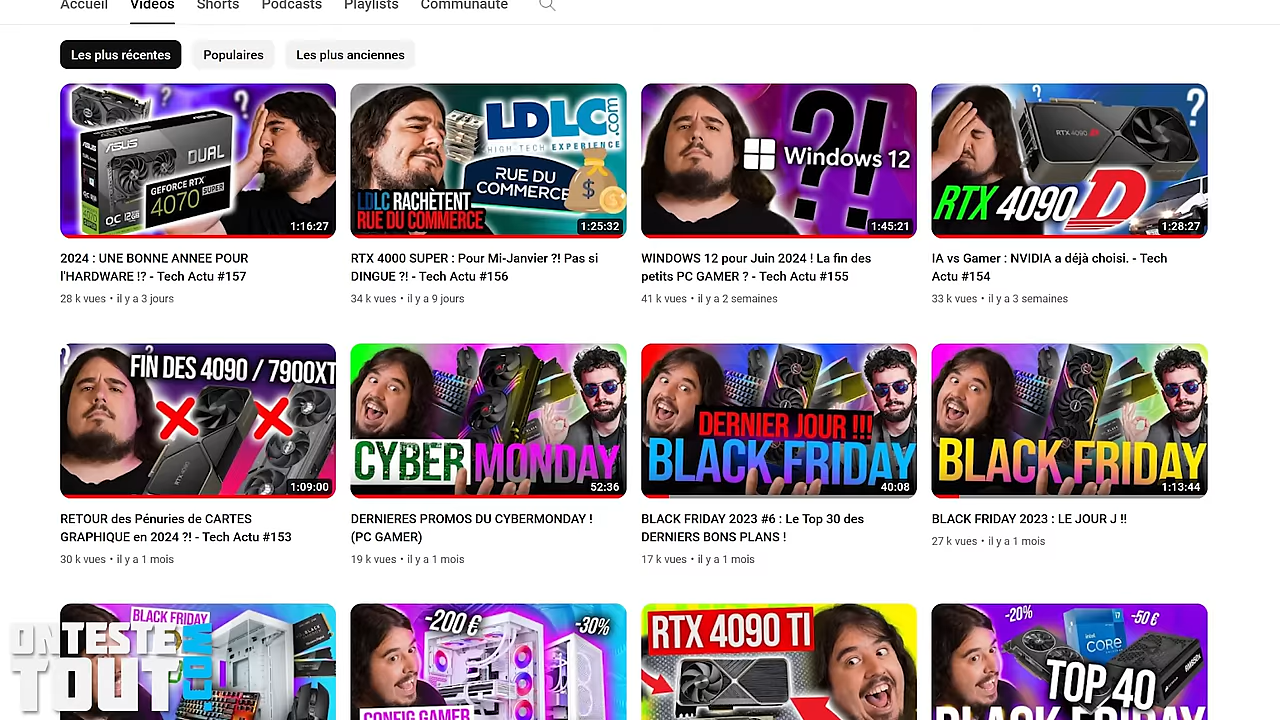 Accueil Vidéos Shorts Podcasts Playlists Communauté
Les plus récentes Populaires Les plus anciennes
ASUS
ASUS
DUAL
GEFORCE RTX
4070 SUPER
OC 12GB
1:16:27
LDLC.com
HIGH-TECH EXPERIENCE
RUE DU
COMMERCE
LDLC RACHÈTENT
RUE DU COMMERCE
1:25:32
?!
Windows 12
1:45:21
RTX 4090
RTX 4090 D
1:28:27
2024 : UNE BONNE ANNEE POUR
l'HARDWARE !? - Tech Actu #157
28 k vues • il y a 3 jours
RTX 4000 SUPER : Pour Mi-Janvier ?! Pas si
DINGUE ?! - Tech Actu #156
34 k vues • il y a 9 jours
WINDOWS 12 pour Juin 2024 ! La fin des
petits PC GAMER ? - Tech Actu #155
41 k vues • il y a 2 semaines
IA vs Gamer : NVIDIA a déjà choisi. - Tech
Actu #154
33 k vues • il y a 3 semaines
FIN DES 4090 / 7900XT
RTX 4090
1:09:00
CYBER MONDAY
52:36
DERNIER JOUR !!!
BLACK FRIDAY
40:08
BLACK FRIDAY
1:13:44
RETOUR des Pénuries de CARTES
GRAPHIQUE en 2024 ?! - Tech Actu #153
30 k vues • il y a 1 mois
DERNIERES PROMOS DU CYBERMONDAY !
(PC GAMER)
19 k vues • il y a 1 mois
BLACK FRIDAY 2023 #6 : Le Top 30 des
DERNIERS BONS PLANS !
17 k vues • il y a 1 mois
BLACK FRIDAY 2023 : LE JOUR J !!
27 k vues • il y a 1 mois
BLACK FRIDAY
-200 €
-30%
CONFIG GAMER
RTX 4090 TI
-20%
-50 €
intel
CORE
i7
TOP 40
BLACK FRIDAY
ON TESTE
TOUT
.COM